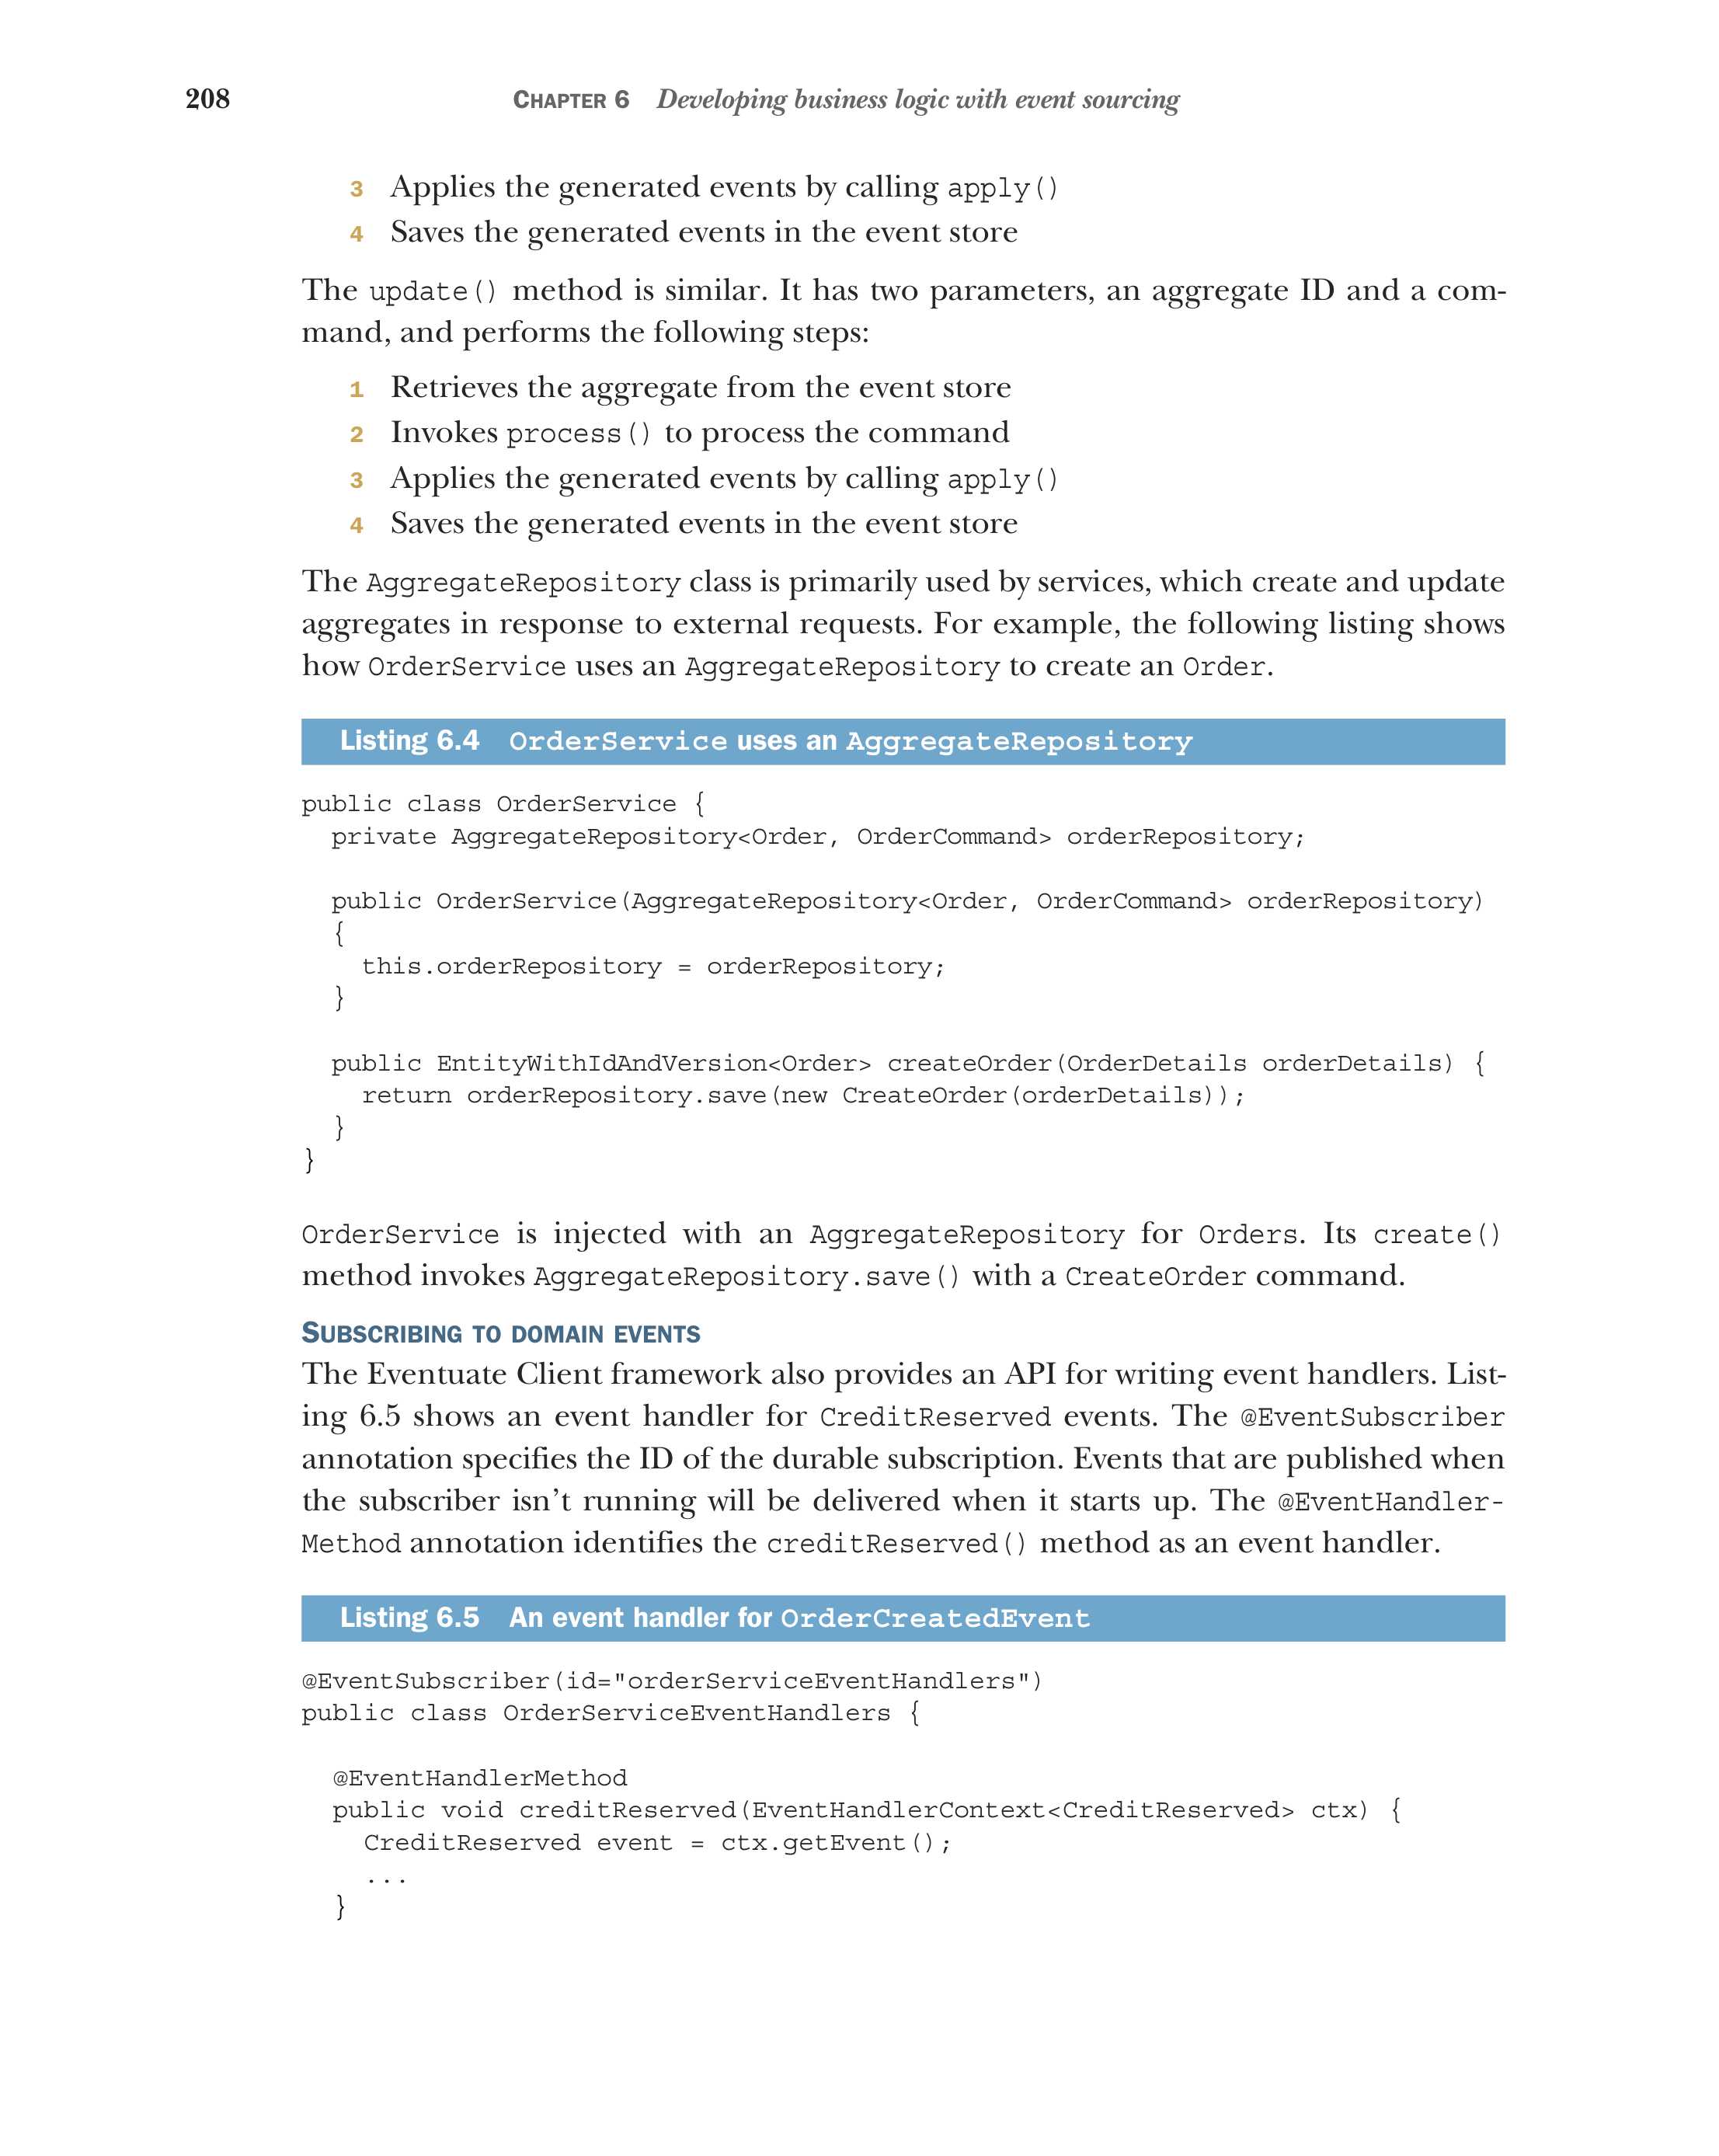 208
CHAPTER 6 Developing business logic with event sourcing
3 Applies the generated events by calling apply()
4 Saves the generated events in the event store
The update() method is similar. It has two parameters, an aggregate ID and a com-
mand, and performs the following steps:
1 Retrieves the aggregate from the event store
2 Invokes process() to process the command
3 Applies the generated events by calling apply()
4 Saves the generated events in the event store
The AggregateRepository class is primarily used by services, which create and update
aggregates in response to external requests. For example, the following listing shows
how OrderService uses an AggregateRepository to create an Order.
Listing 6.4 OrderService uses an AggregateRepository
public class OrderService {
private AggregateRepository<Order, OrderCommand> orderRepository;
public OrderService(AggregateRepository<Order, OrderCommand> orderRepository)
{
this.orderRepository = orderRepository;
}
public EntityWithIdAndVersion<Order> createOrder(OrderDetails orderDetails) {
return orderRepository.save(new CreateOrder(orderDetails));
}
}
OrderService is injected with an AggregateRepository for Orders. Its create()
method invokes AggregateRepository.save() with a CreateOrder command.
SUBSCRIBING TO DOMAIN EVENTS
The Eventuate Client framework also provides an API for writing event handlers. List-
ing 6.5 shows an event handler for CreditReserved events. The @EventSubscriber
annotation specifies the ID of the durable subscription. Events that are published when
the subscriber isn’t running will be delivered when it starts up. The @EventHandler-
Method annotation identifies the creditReserved() method as an event handler.
Listing 6.5 An event handler for OrderCreatedEvent
@EventSubscriber(id="orderServiceEventHandlers")
public class OrderServiceEventHandlers {
@EventHandlerMethod
public void creditReserved(EventHandlerContext<CreditReserved> ctx) {
CreditReserved event = ctx.getEvent();
...
}